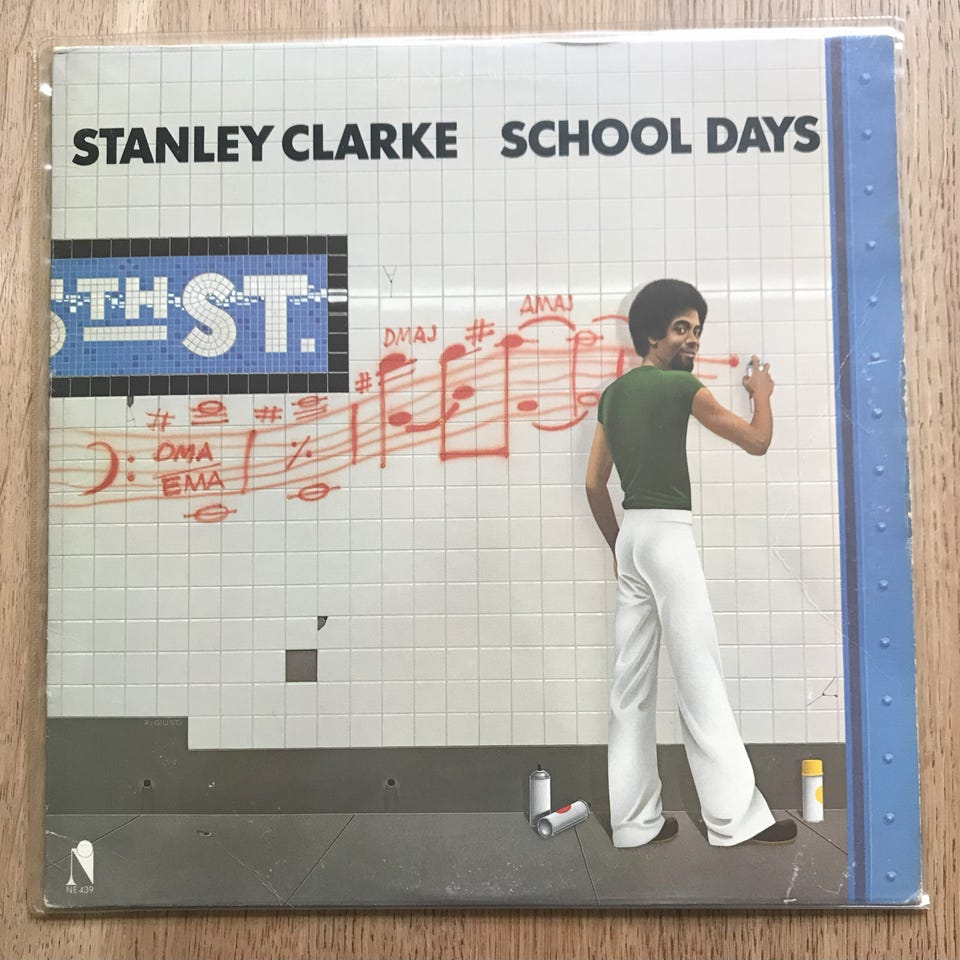 STANLEY CLARKE SCHOOL DAYS
TH ST.
DMAJ
AMAJ
DMA
EMA
N
NE 439